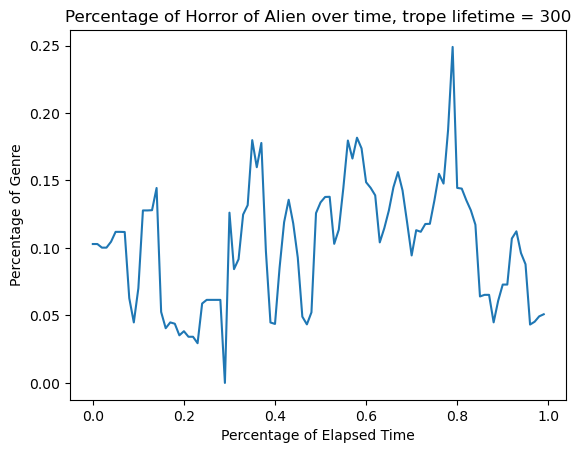 Percentage of Horror of Alien over time, trope lifetime = 300
0.25
0.20
0.15
0.10
0.05
0.00
Percentage of Genre
0.0 0.2 0.4 0.6 0.8 1.0
Percentage of Elapsed Time